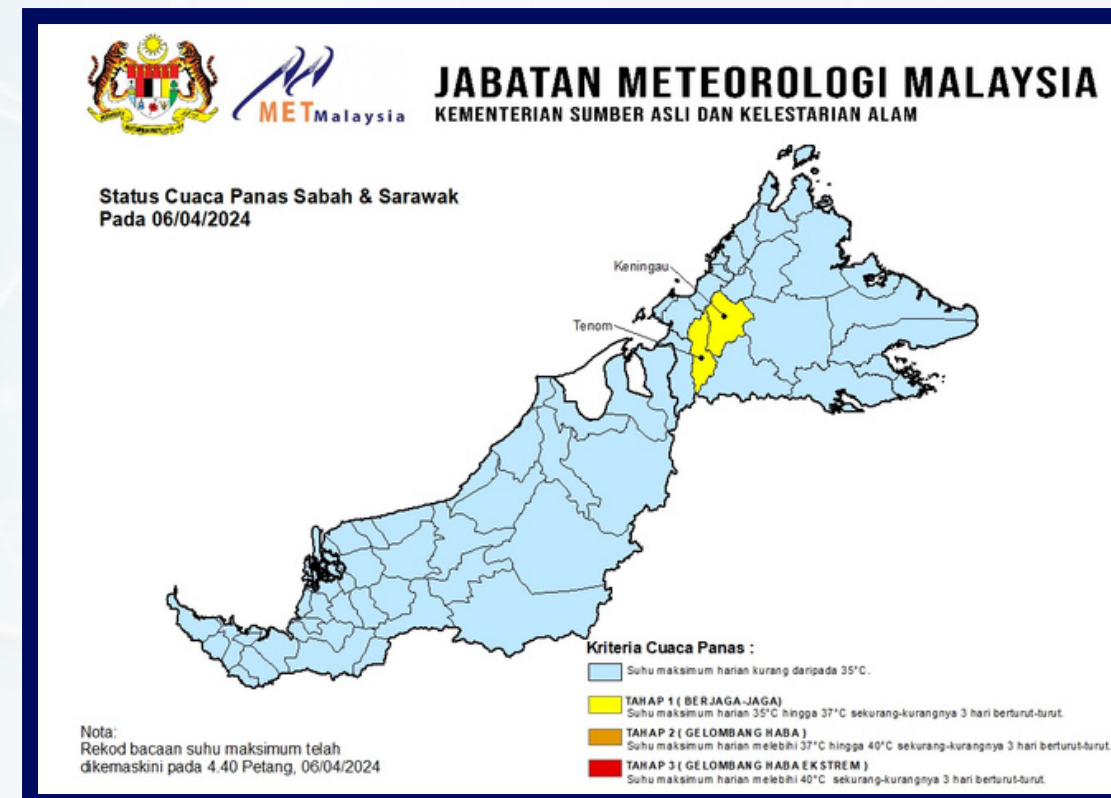 METMalaysia
JABATAN METEOROLOGI MALAYSIA
KEMENTERIAN SUMBER ASLI DAN KELESTARIAN ALAM
Status Cuaca Panas Sabah & Sarawak
Pada 06/04/2024
Keningau
Tenom
Kriteria Cuaca Panas :
Suhu maksimum harian kurang daripada 35°C.
TAHAP 1 ( BERJAGA-JAGA)
Suhu maksimum harian 35°C hingga 37°C sekurang-kurangnya 3 hari berturut-turut.
TAHAP 2 ( GELOMBANG HABA )
Suhu maksimum harian melebihi 37°C hingga 40°C sekurang-kurangnya 3 hari berturut-turut.
TAHAP 3 ( GELOMBANG HABA EKSTREM )
Suhu maksimum harian melebihi 40°C sekurang-kurangnya 3 hari berturut-turut.
Nota:
Rekod bacaan suhu maksimum telah
dikemaskini pada 4.40 Petang, 06/04/2024